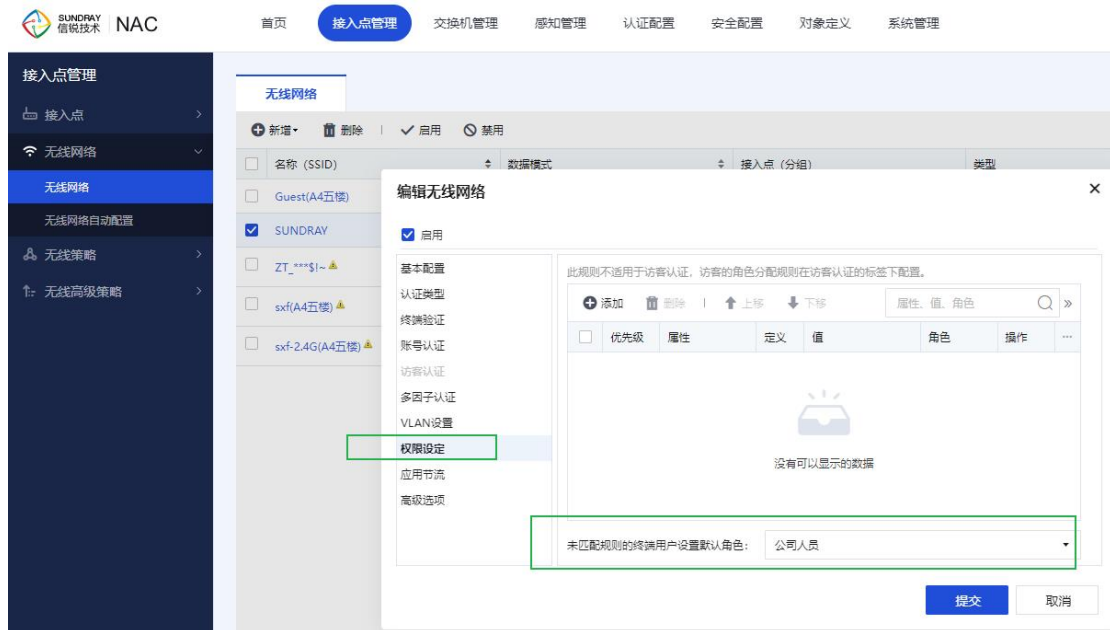 SUNDRAY
信锐技术
NAC
首页 接入点管理 交换机管理 感知管理 认证配置 安全配置 对象定义 系统管理
接入点管理
接入点
无线网络
无线网络
无线网络自动配置
无线策略
无线高级策略
无线网络
新增 删除 启用 禁用
名称（SSID） 数据模式 接入点（分组） 类型
Guest(A4五楼)
SUNDRAY
ZT_***$!~
sxf(A4五楼)
sxf-2.4G(A4五楼)
编辑无线网络
启用
基本配置
认证类型
终端验证
账号认证
访客认证
多因子认证
VLAN设置
权限设定
应用节流
高级选项
此规则不适用于访客认证，访客的角色分配规则在访客认证的标签下配置。
添加 删除 上移 下移 属性、值、角色
优先级 属性 定义 值 角色 操作
没有可以显示的数据
未匹配规则的终端用户设置默认角色： 公司人员
提交 取消